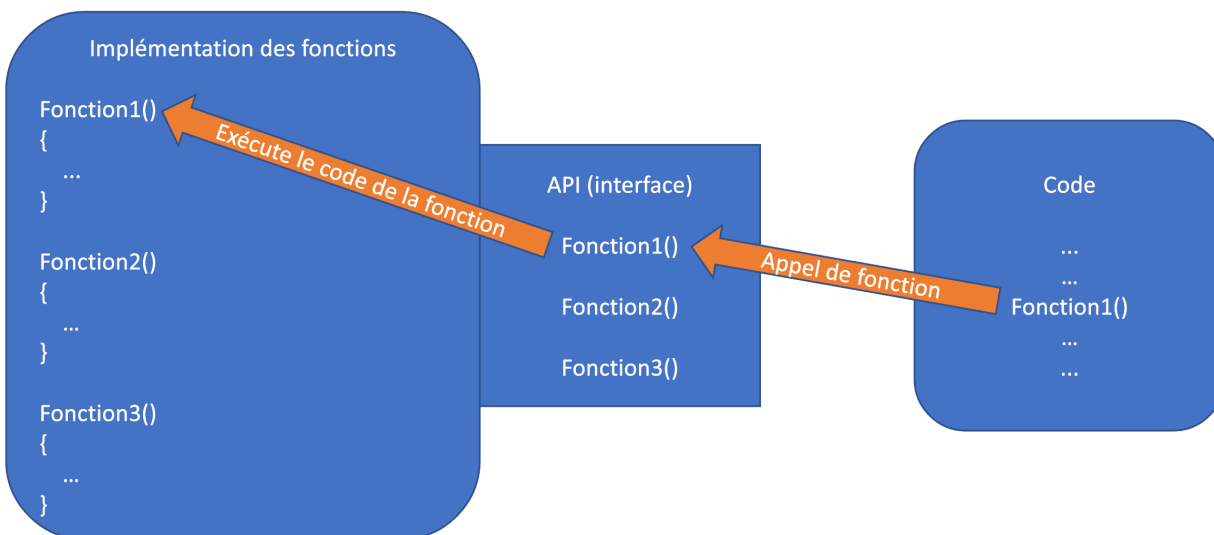 Implémentation des fonctions
Fonction1()
{
...
}
Fonction2()
{
...
}
Fonction3()
{
...
}
Exécute le code de la fonction
API (interface)
Fonction1()
Fonction2()
Fonction3()
Appel de fonction
Code
...
...
Fonction1()
...
...